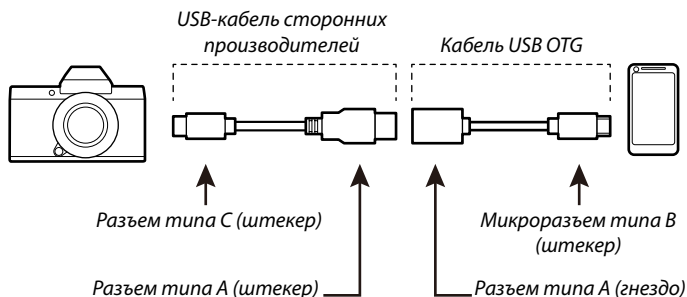 USB-кабель сторонних
производителей
Кабель USB OTG
Разъем типа C (штекер)
Микроразъем типа B
(штекер)
Разъем типа A (штекер)
Разъем типа A (гнездо)